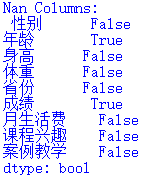 Nan Columns:
性别 False
年龄 True
身高 False
体重 False
省份 False
成绩 True
月生活费 False
课程兴趣 False
案例教学 False
dtype: bool